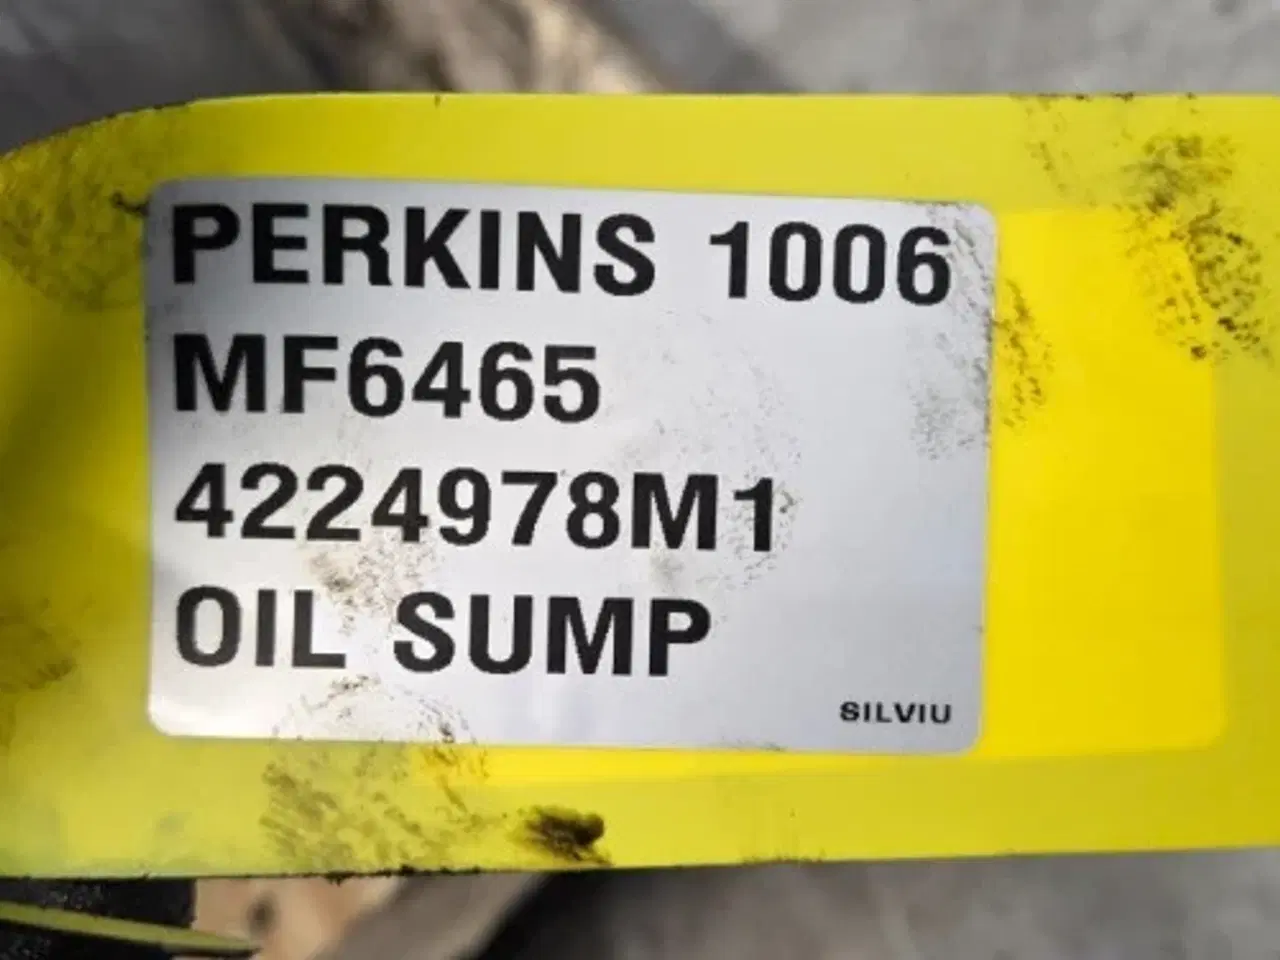 PERKINS 1006
MF6465
4224978M1
OIL SUMP
SILVIU